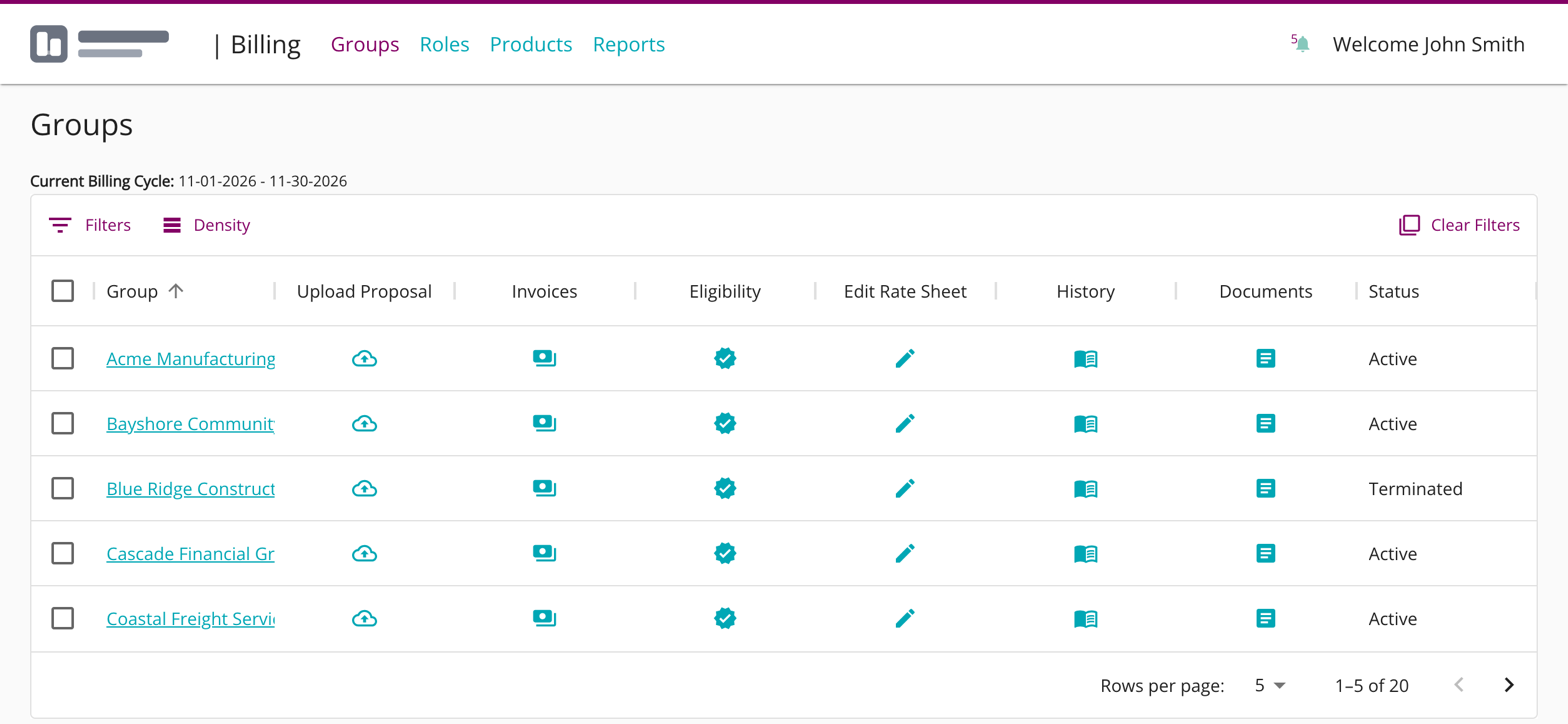 | Billing Groups Roles Products Reports 5 Welcome John Smith
Groups
Current Billing Cycle: 11-01-2026 - 11-30-2026
Filters Density Clear Filters
Group Upload Proposal Invoices Eligibility Edit Rate Sheet History Documents Status
Acme Manufacturing Active
Bayshore Communit Active
Blue Ridge Construct Terminated
Cascade Financial Gr Active
Coastal Freight Servi Active
Rows per page: 5 1–5 of 20